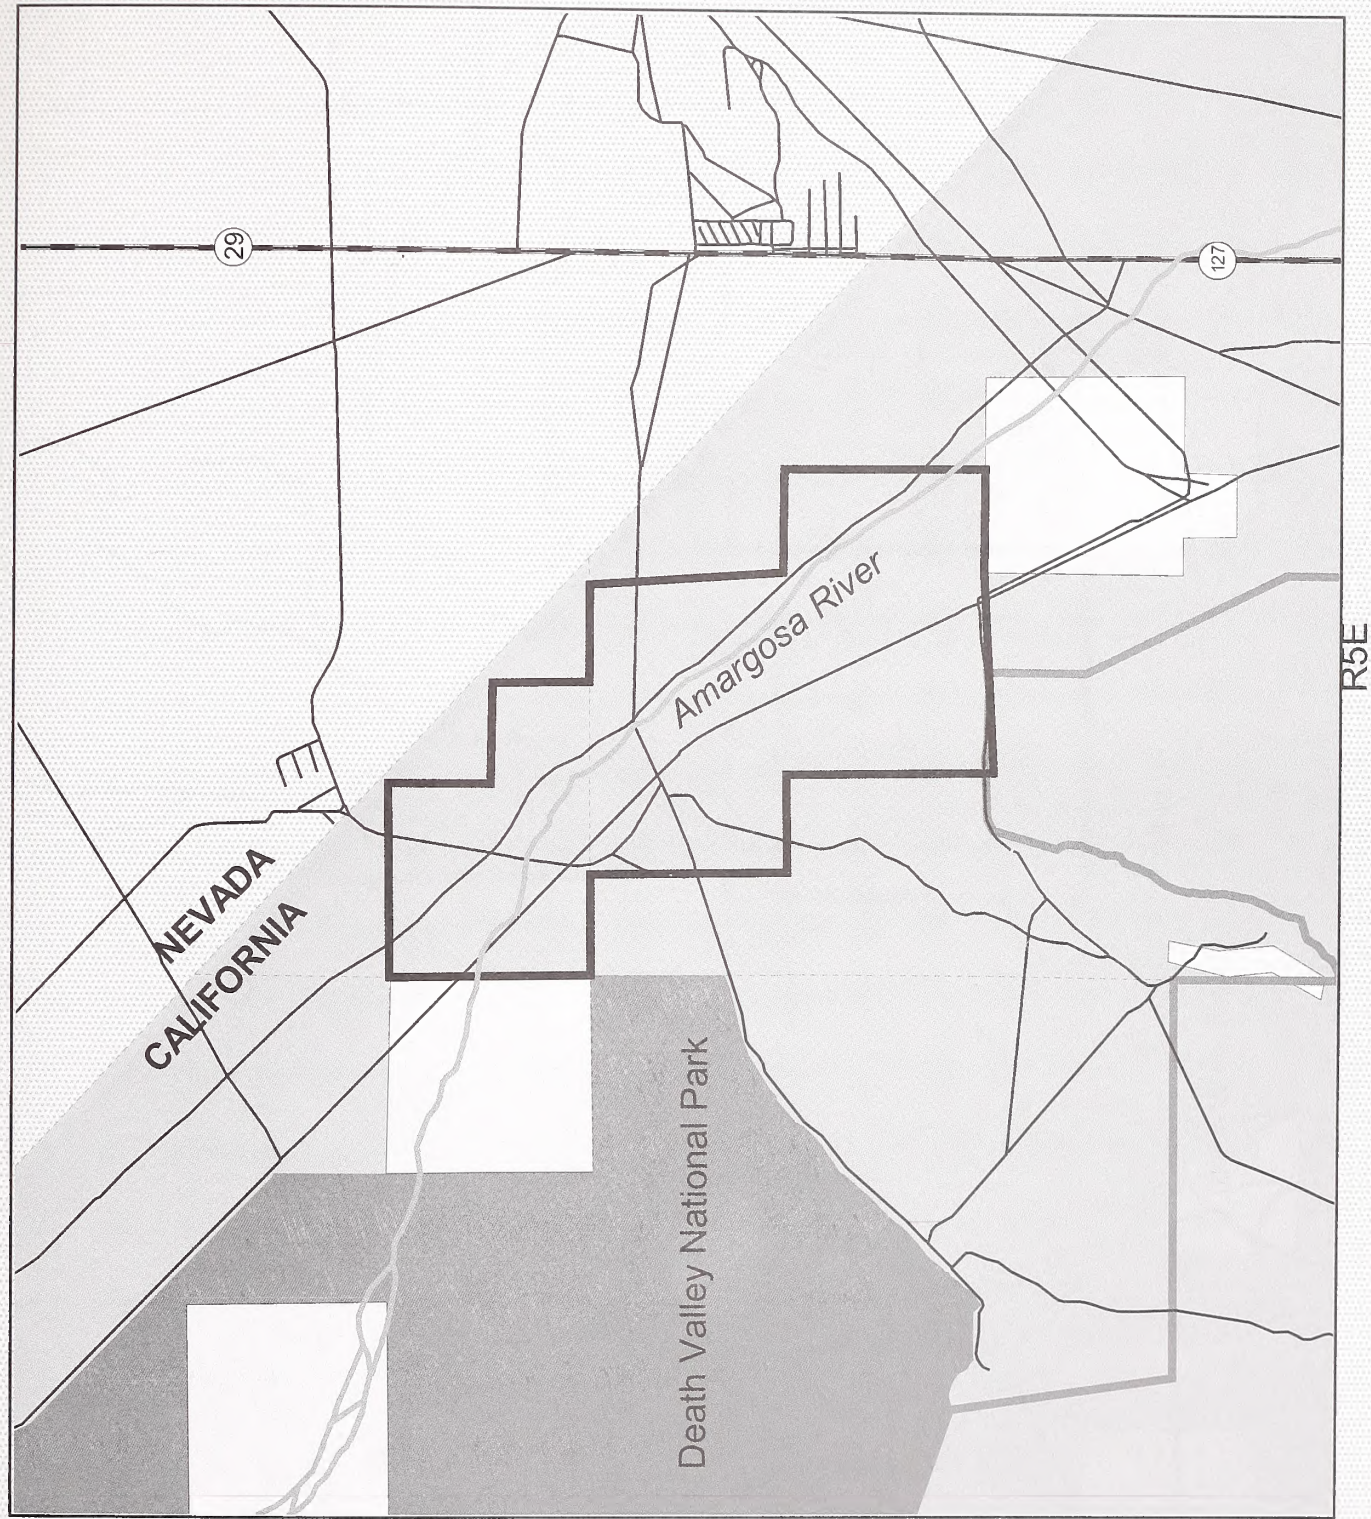 29
127
Amargosa River
R5E
NEVADA
CALIFORNIA
Death Valley National Park